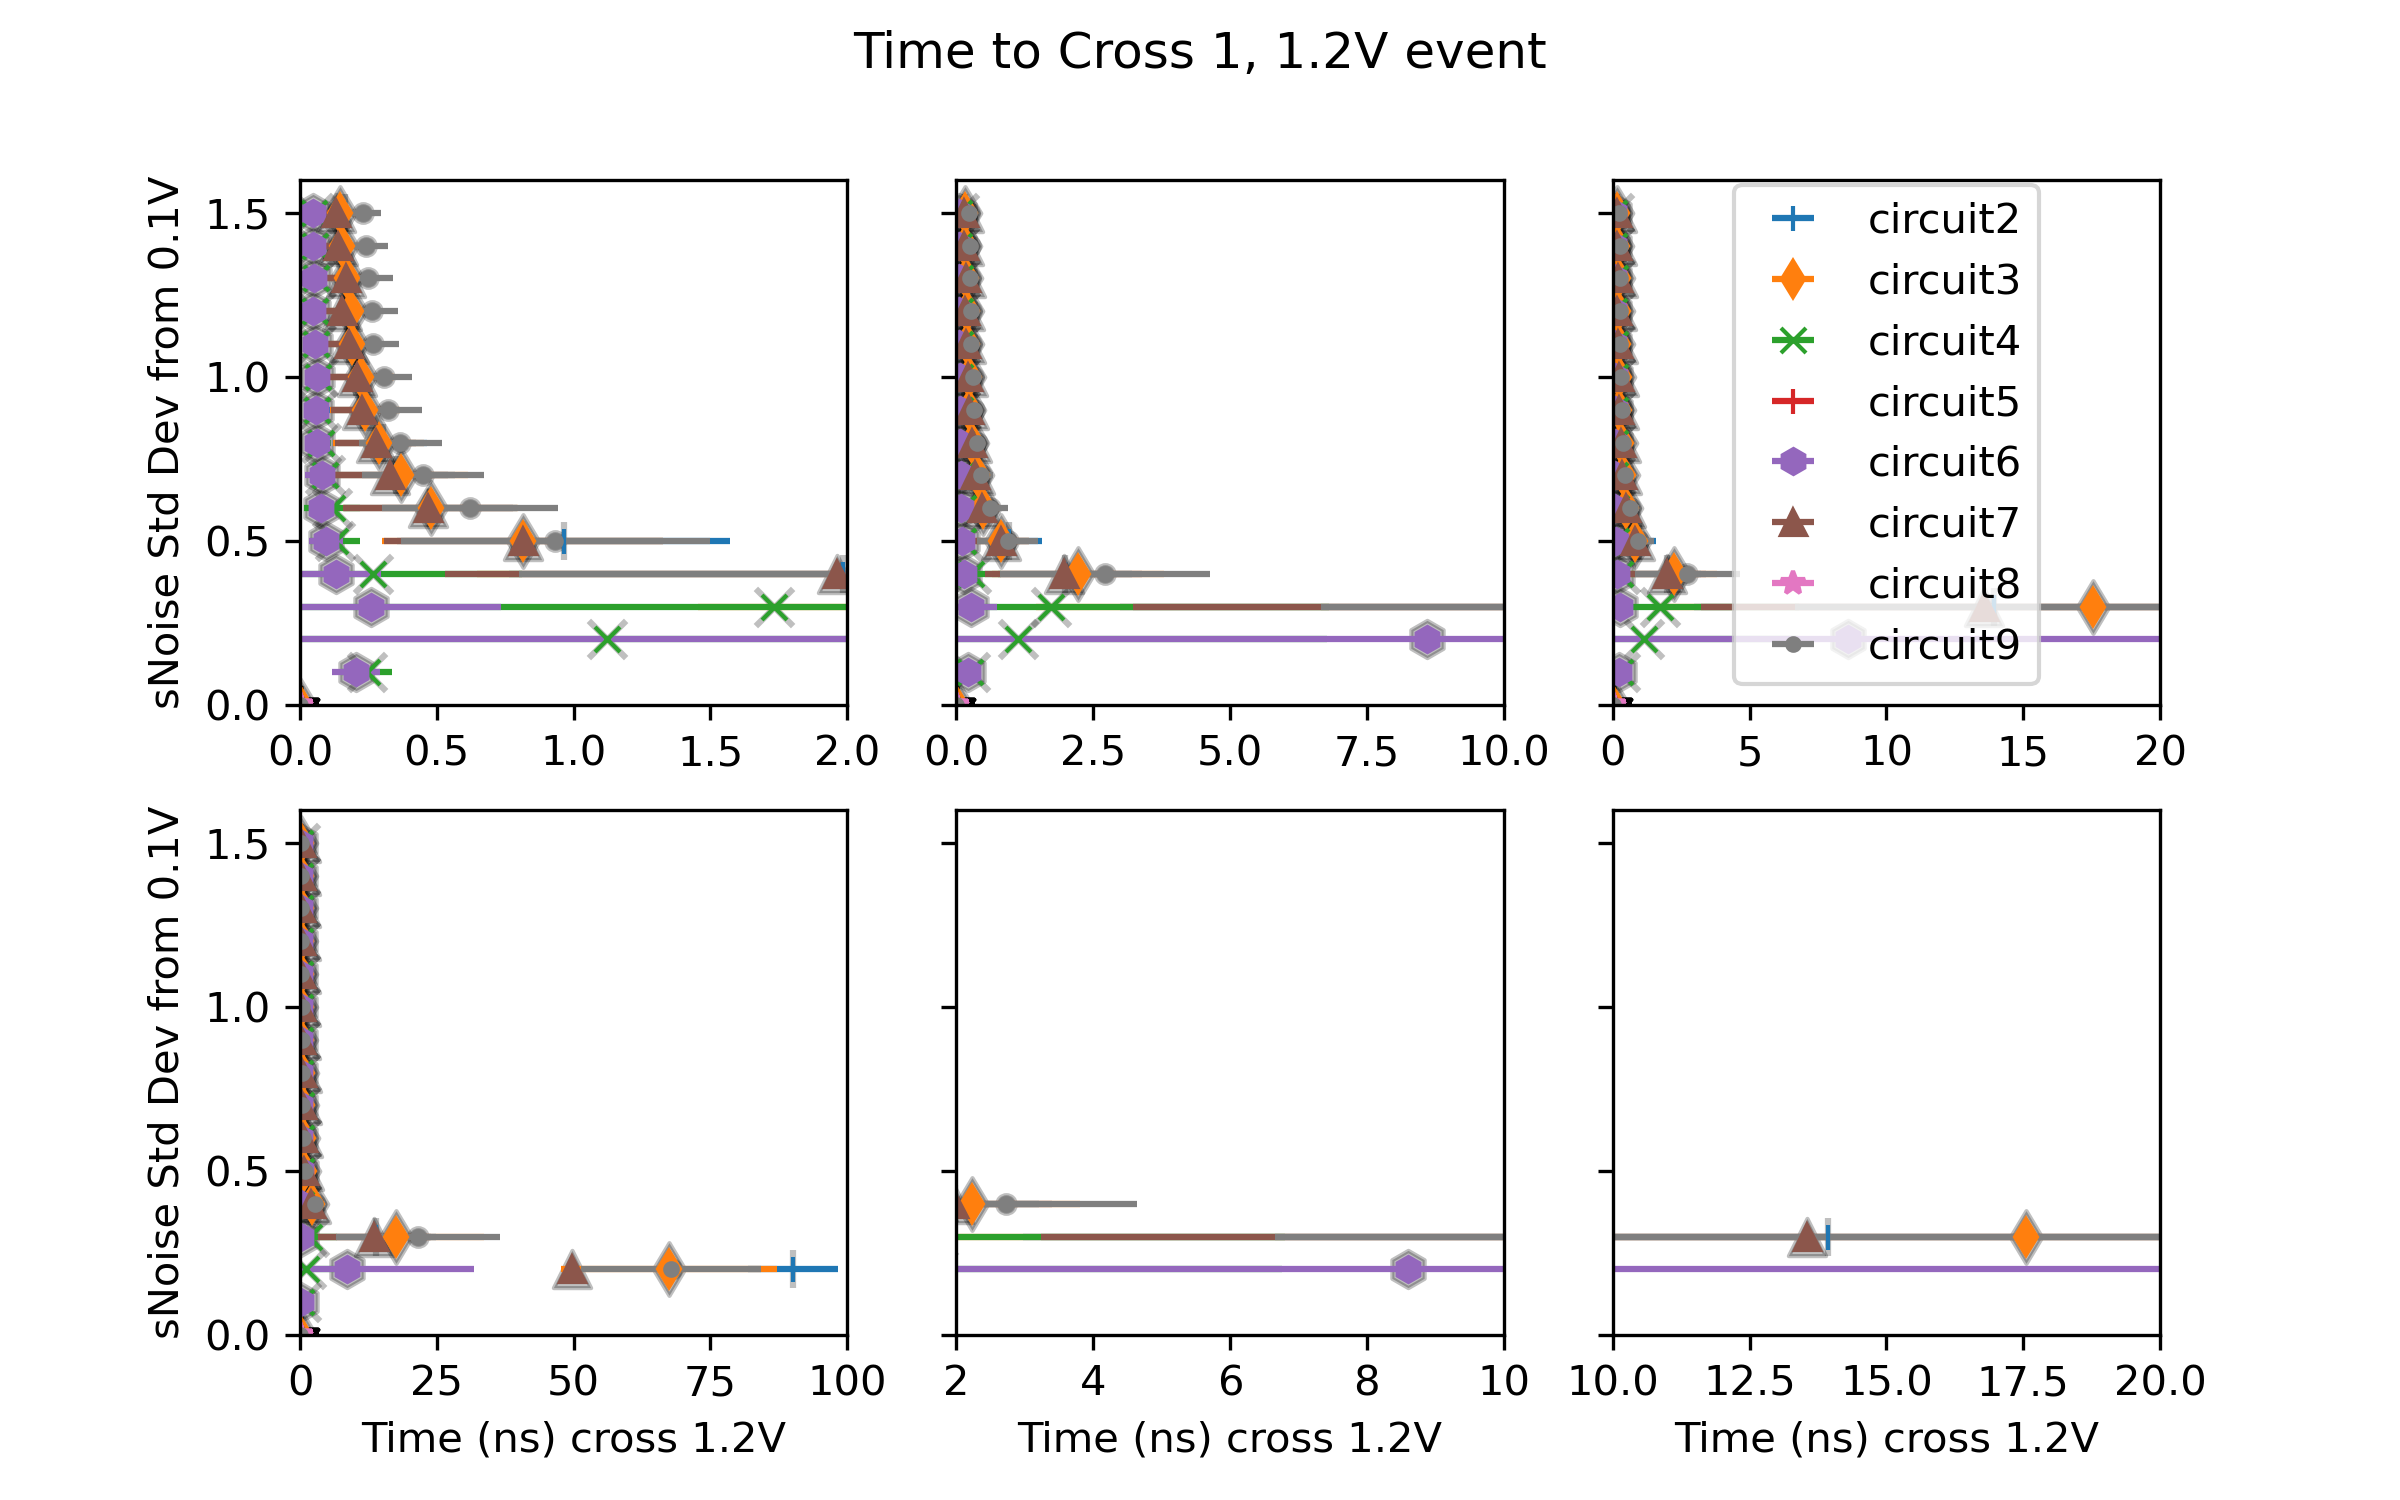 Time to Cross 1, 1.2V event
sNoise Std Dev from 0.1V
1.5
1.0
0.5
0.0
0.0 0.5 1.0 1.5 2.0
0.0 2.5 5.0 7.5 10.0
0 5 10 15 20
circuit2
circuit3
circuit4
circuit5
circuit6
circuit7
circuit8
circuit9
sNoise Std Dev from 0.1V
1.5
1.0
0.5
0.0
0 25 50 75 100
Time (ns) cross 1.2V
2 4 6 8 10
Time (ns) cross 1.2V
10.0 12.5 15.0 17.5 20.0
Time (ns) cross 1.2V